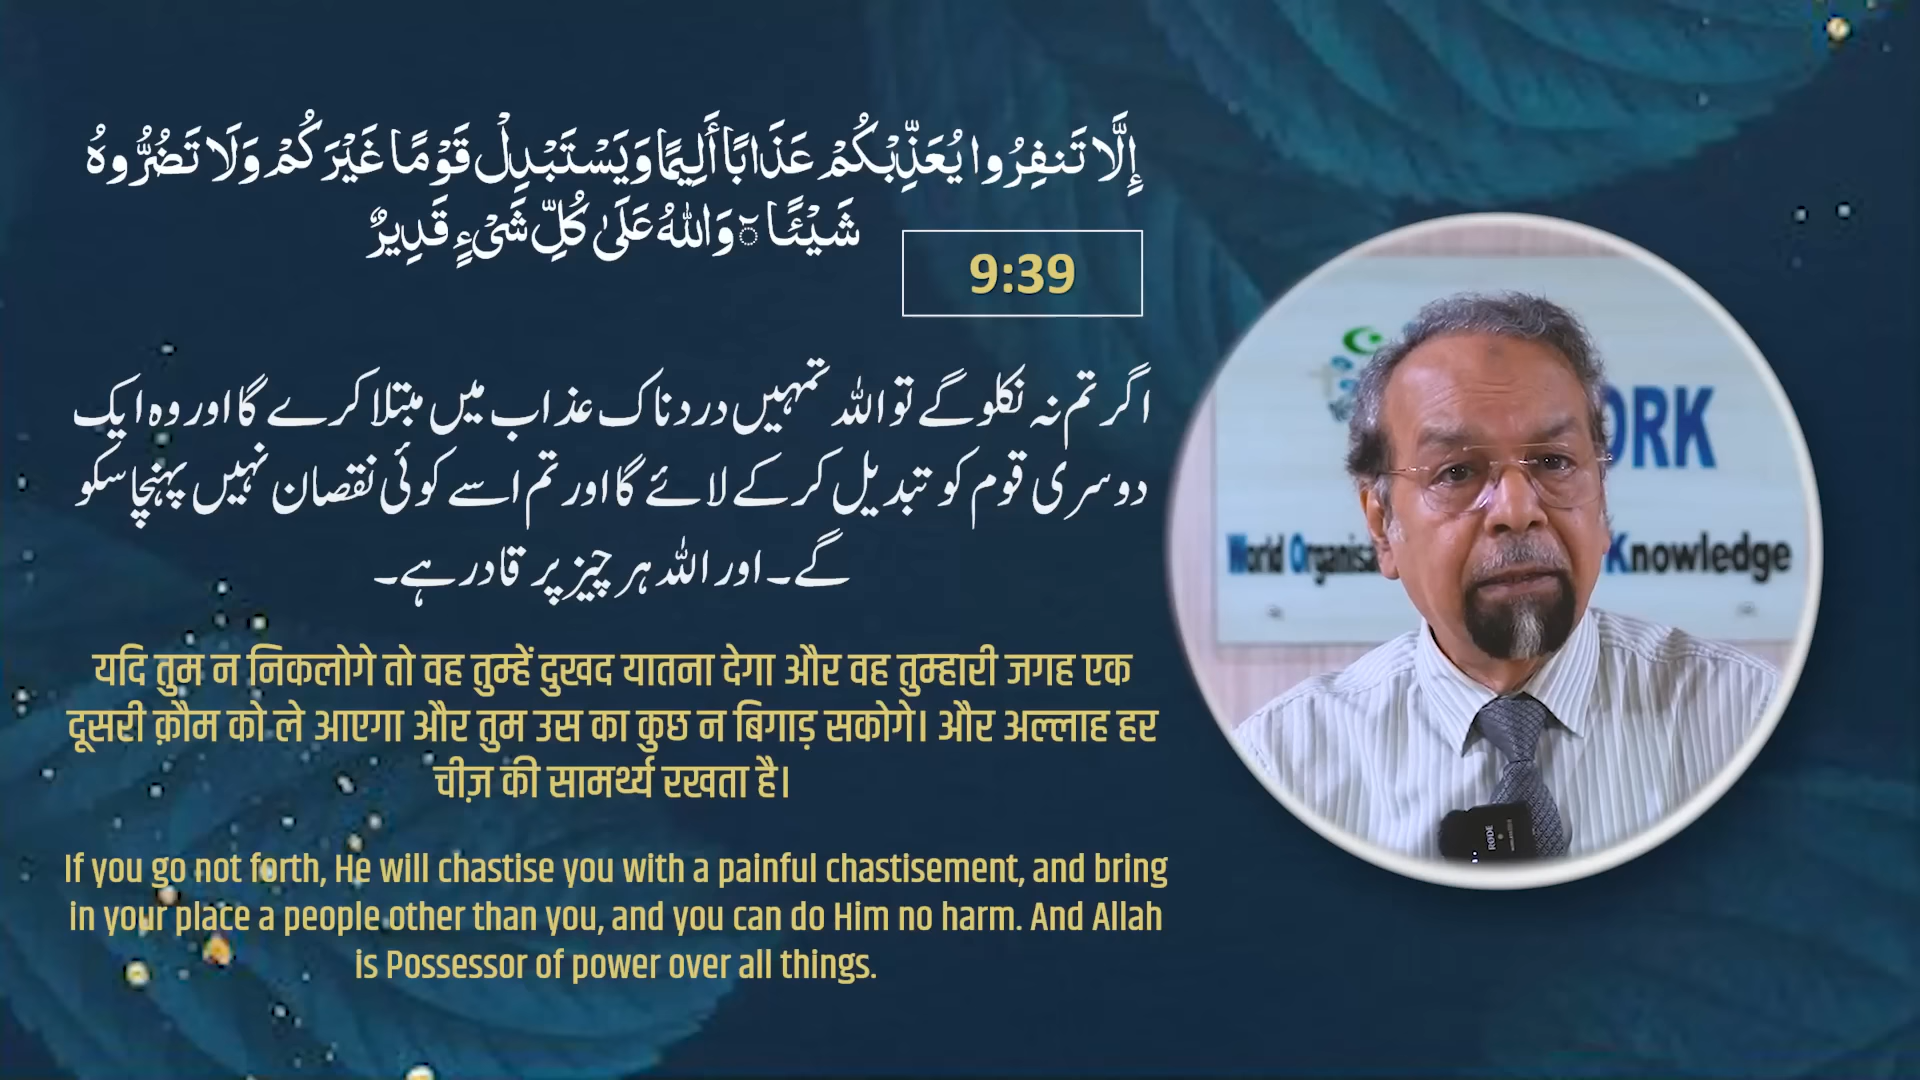 إِلَّا تَنفِرُوا يُعَذِّبْكُمْ عَذَابًا أَلِيمًا وَيَسْتَبْدِلْ قَوْمًا غَيْرَكُمْ وَلَا تَضُرُّوهُ
شَيْئًا ۗ وَاللَّهُ عَلَىٰ كُلِّ شَيْءٍ قَدِيرٌ
9:39
اگر تم نہ نکلو گے تو اللہ تمہیں دردناک عذاب میں مبتلا کرے گا اور وہ ایک
دوسری قوم کو تبدیل کر کے لائے گا اور تم اسے کوئی نقصان نہیں پہنچا سکو
گے۔ اور اللہ ہر چیز پر قادر ہے۔
यदि तुम न निकलोगे तो वह तुम्हें दुखद यातना देगा और वह तुम्हारी जगह एक
दूसरी क़ौम को ले आएगा और तुम उस का कुछ न बिगाड़ सकोगे। और अल्लाह हर
चीज़ की सामर्थ्य रखता है।
If you go not forth, He will chastise you with a painful chastisement, and bring
in your place a people other than you, and you can do Him no harm. And Allah
is Possessor of power over all things.
ORK
World Organisa Knowledge
RØDE